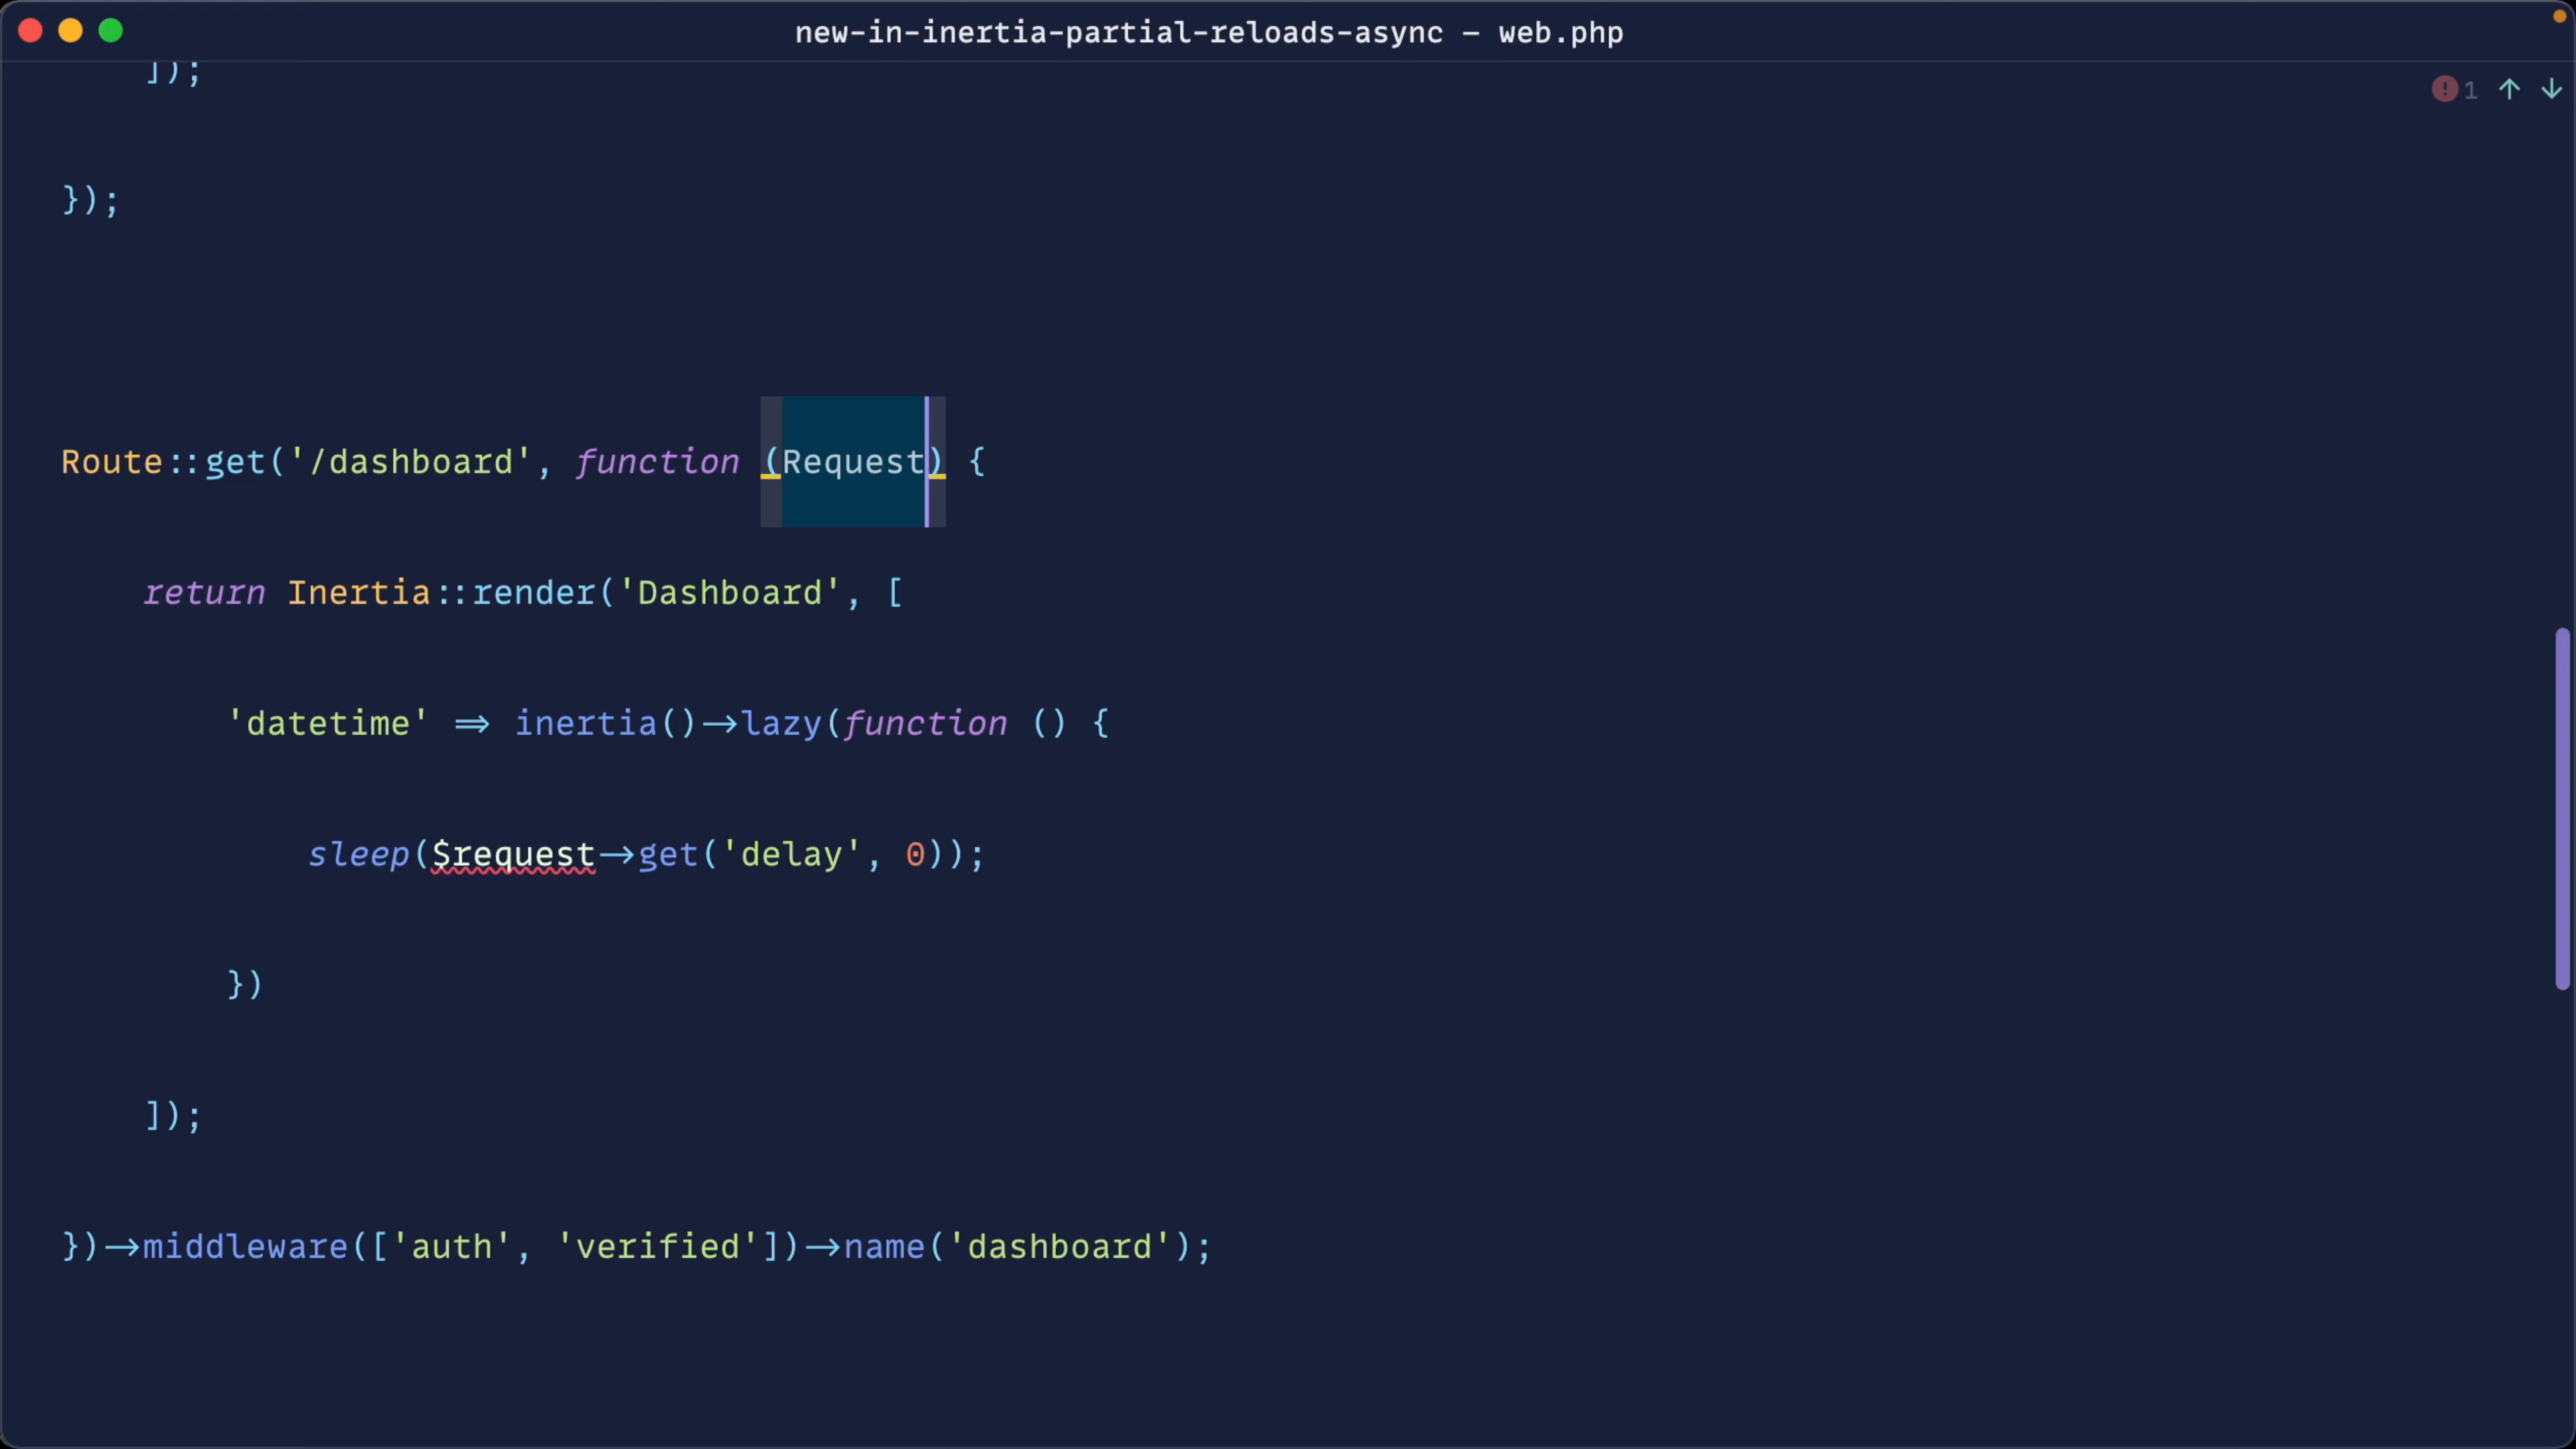 new-in-inertia-partial-reloads-async – web.php
]);
1
});
Route::get('/dashboard', function (Request) {
return Inertia::render('Dashboard', [
'datetime' => inertia()->lazy(function () {
sleep($request->get('delay', 0));
})
]);
})->middleware(['auth', 'verified'])->name('dashboard');